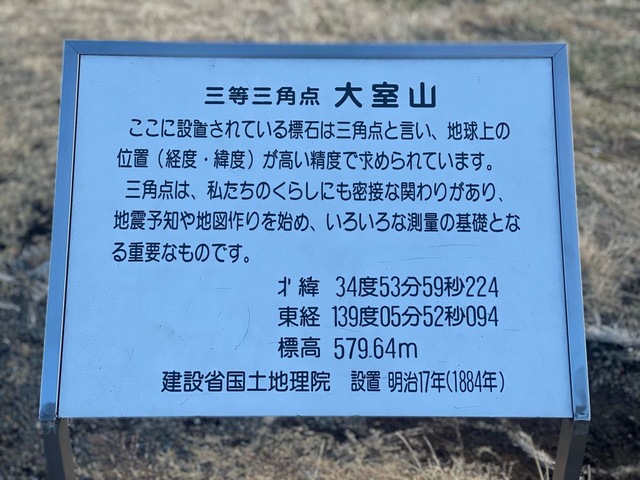 三等三角点 大室山
ここに設置されている標石は三角点と言い、地球上の
位置(経度・緯度)が高い精度で求められています。
三角点は、私たちのくらしにも密接な関わりがあり、
地震予知や地図作りを始め、いろいろな測量の基礎とな
る重要なものです。
北緯 34度53分59秒224
東経 139度05分52秒094
標高 579.64m
建設省国土地理院 設置 明治17年(1884年)